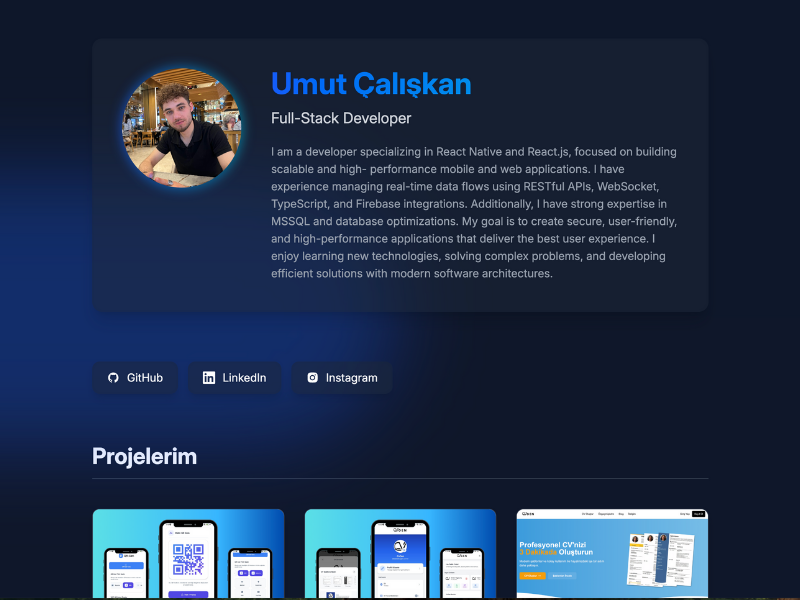 Umut Çalışkan
Full-Stack Developer
I am a developer specializing in React Native and React.js, focused on building
scalable and high- performance mobile and web applications. I have
experience managing real-time data flows using RESTful APIs, WebSocket,
TypeScript, and Firebase integrations. Additionally, I have strong expertise in
MSSQL and database optimizations. My goal is to create secure, user-friendly,
and high-performance applications that deliver the best user experience. I
enjoy learning new technologies, solving complex problems, and developing
efficient solutions with modern software architectures.
GitHub
LinkedIn
Instagram
Projelerim
Profesyonel CV'nizi
3 Dakikada Oluşturun